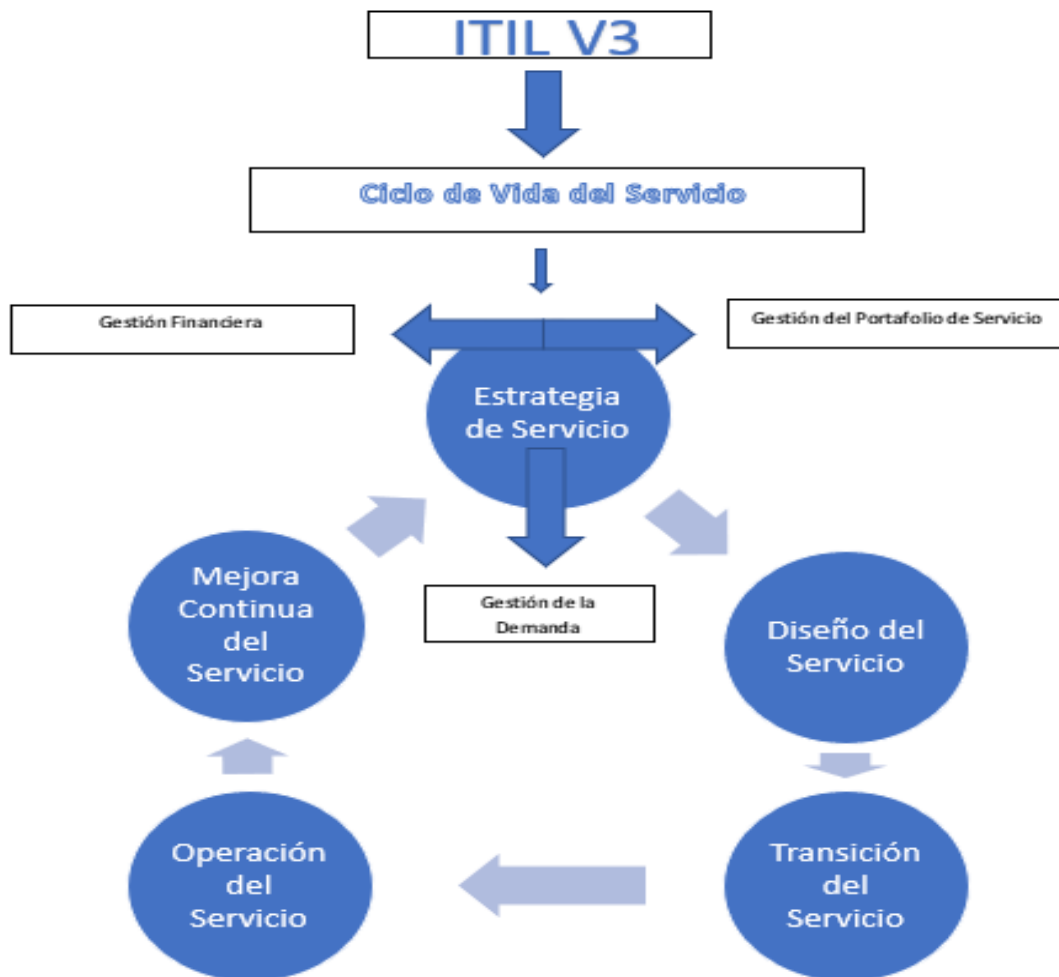 ITIL V3
Ciclo de Vida del Servicio
Gestión Financiera
Gestión del Portafolio de Servicio
Estrategia
de Servicio
Mejora
Continua
del
Servicio
Gestión de la
Demanda
Diseño del
Servicio
Operación
del
Servicio
Transición
del
Servicio